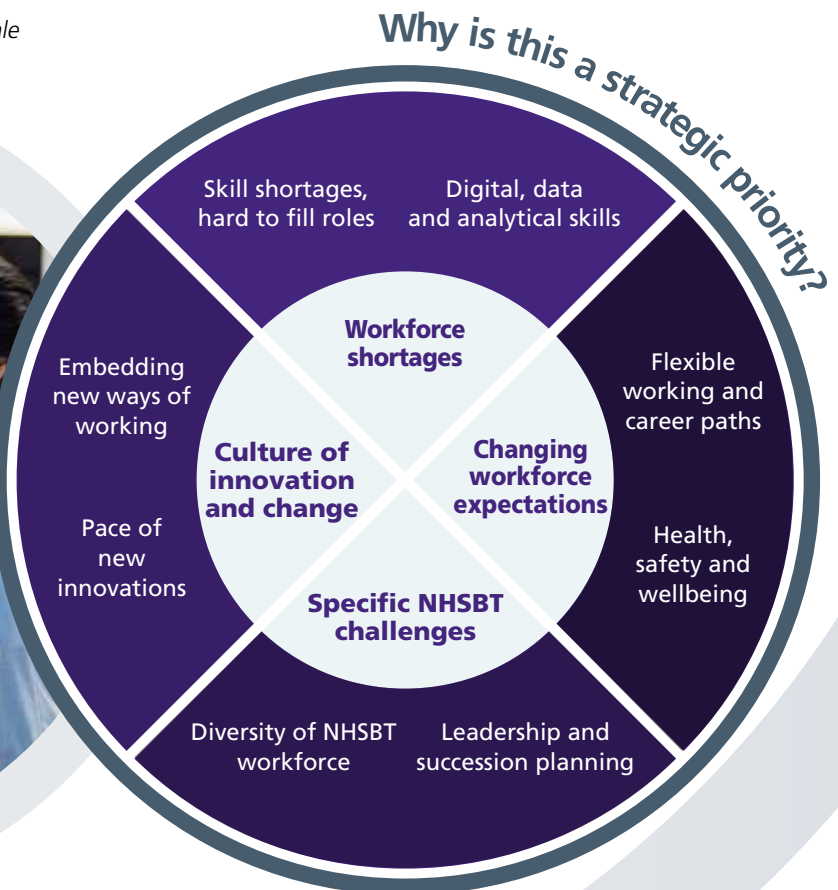 Why is this a strategic priority?
Skill shortages,
hard to fill roles
Digital, data
and analytical skills
Workforce
shortages
Embedding
new ways of
working
Pace of
new
innovations
Culture of
innovation
and change
Changing
workforce
expectations
Flexible
working and
career paths
Health,
safety and
wellbeing
Specific NHSBT
challenges
Diversity of NHSBT
workforce
Leadership and
succession planning